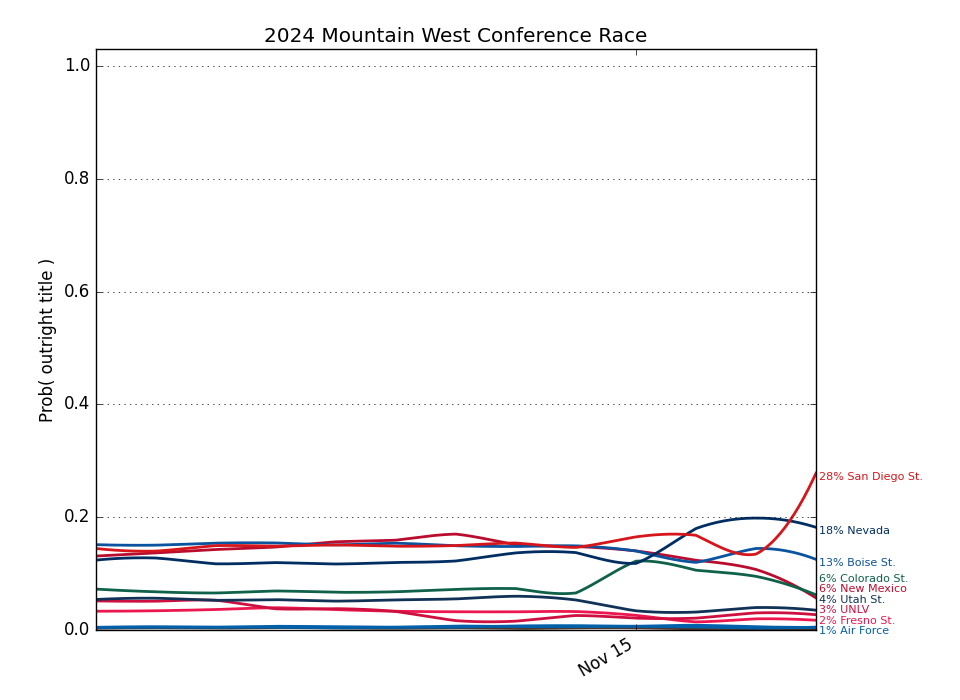 2024 Mountain West Conference Race
1.0
0.8
0.6
0.4
0.2
0.0
Prob( outright title )
Nov 15
28% San Diego St.
18% Nevada
13% Boise St.
6% Colorado St.
6% New Mexico
4% Utah St.
3% UNLV
2% Fresno St.
1% Air Force